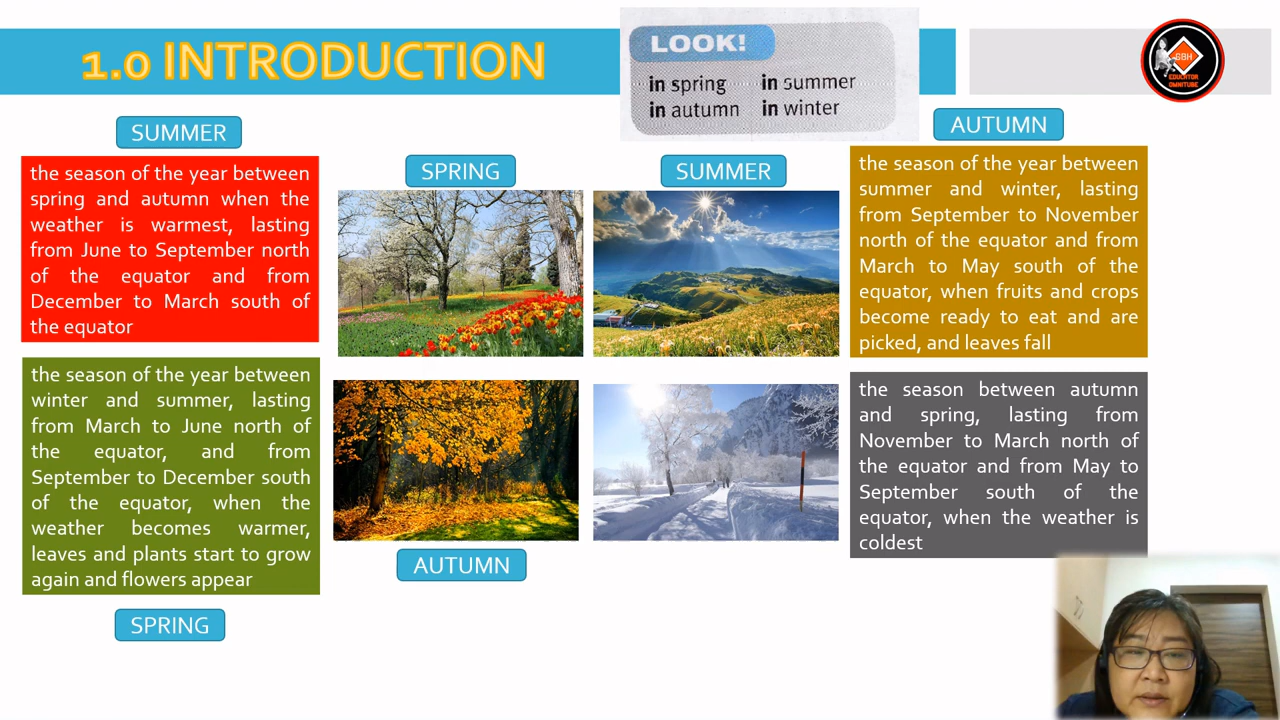 1.0 INTRODUCTION
LOOK!
in spring in summer
in autumn in winter
GBH
EDUCATOR
OMNITUBE
SUMMER
the season of the year between
spring and autumn when the
weather is warmest, lasting
from June to September north
of the equator and from
December to March south of
the equator
the season of the year between
winter and summer, lasting
from March to June north of
the equator, and from
September to December south
of the equator, when the
weather becomes warmer,
leaves and plants start to grow
again and flowers appear
SPRING
SPRING
SUMMER
AUTUMN
AUTUMN
the season of the year between
summer and winter, lasting
from September to November
north of the equator and from
March to May south of the
equator, when fruits and crops
become ready to eat and are
picked, and leaves fall
the season between autumn
and spring, lasting from
November to March north of
the equator and from May to
September south of the
equator, when the weather is
coldest